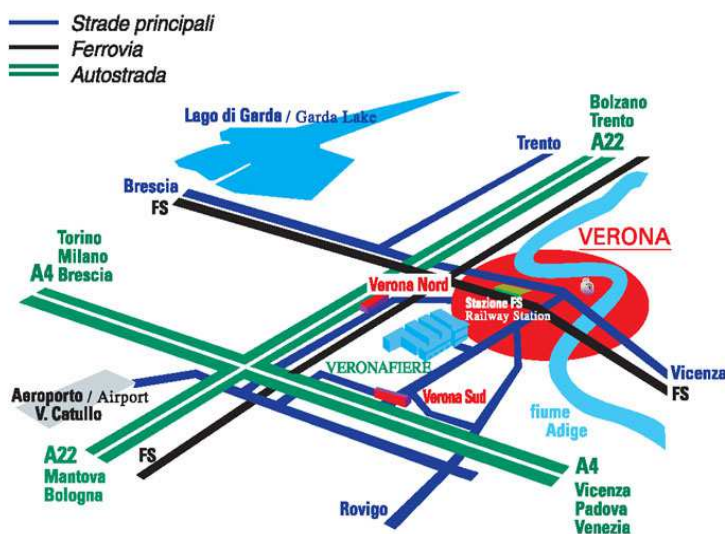 Strade principali
Ferrovia
Autostrada
Bolzano
Trento
A22
Lago di Garda / Garda Lake
Trento
Brescia
FS
VERONA
Torino
Milano
A4 Brescia
Verona Nord
Stazione FS
Railway Station
VERONAFIERE
Vicenza
FS
Aeroporto / Airport
V. Catullo
Verona Sud
fiume
Adige
A22
Mantova
Bologna
FS
A4
Vicenza
Padova
Venezia
Rovigo